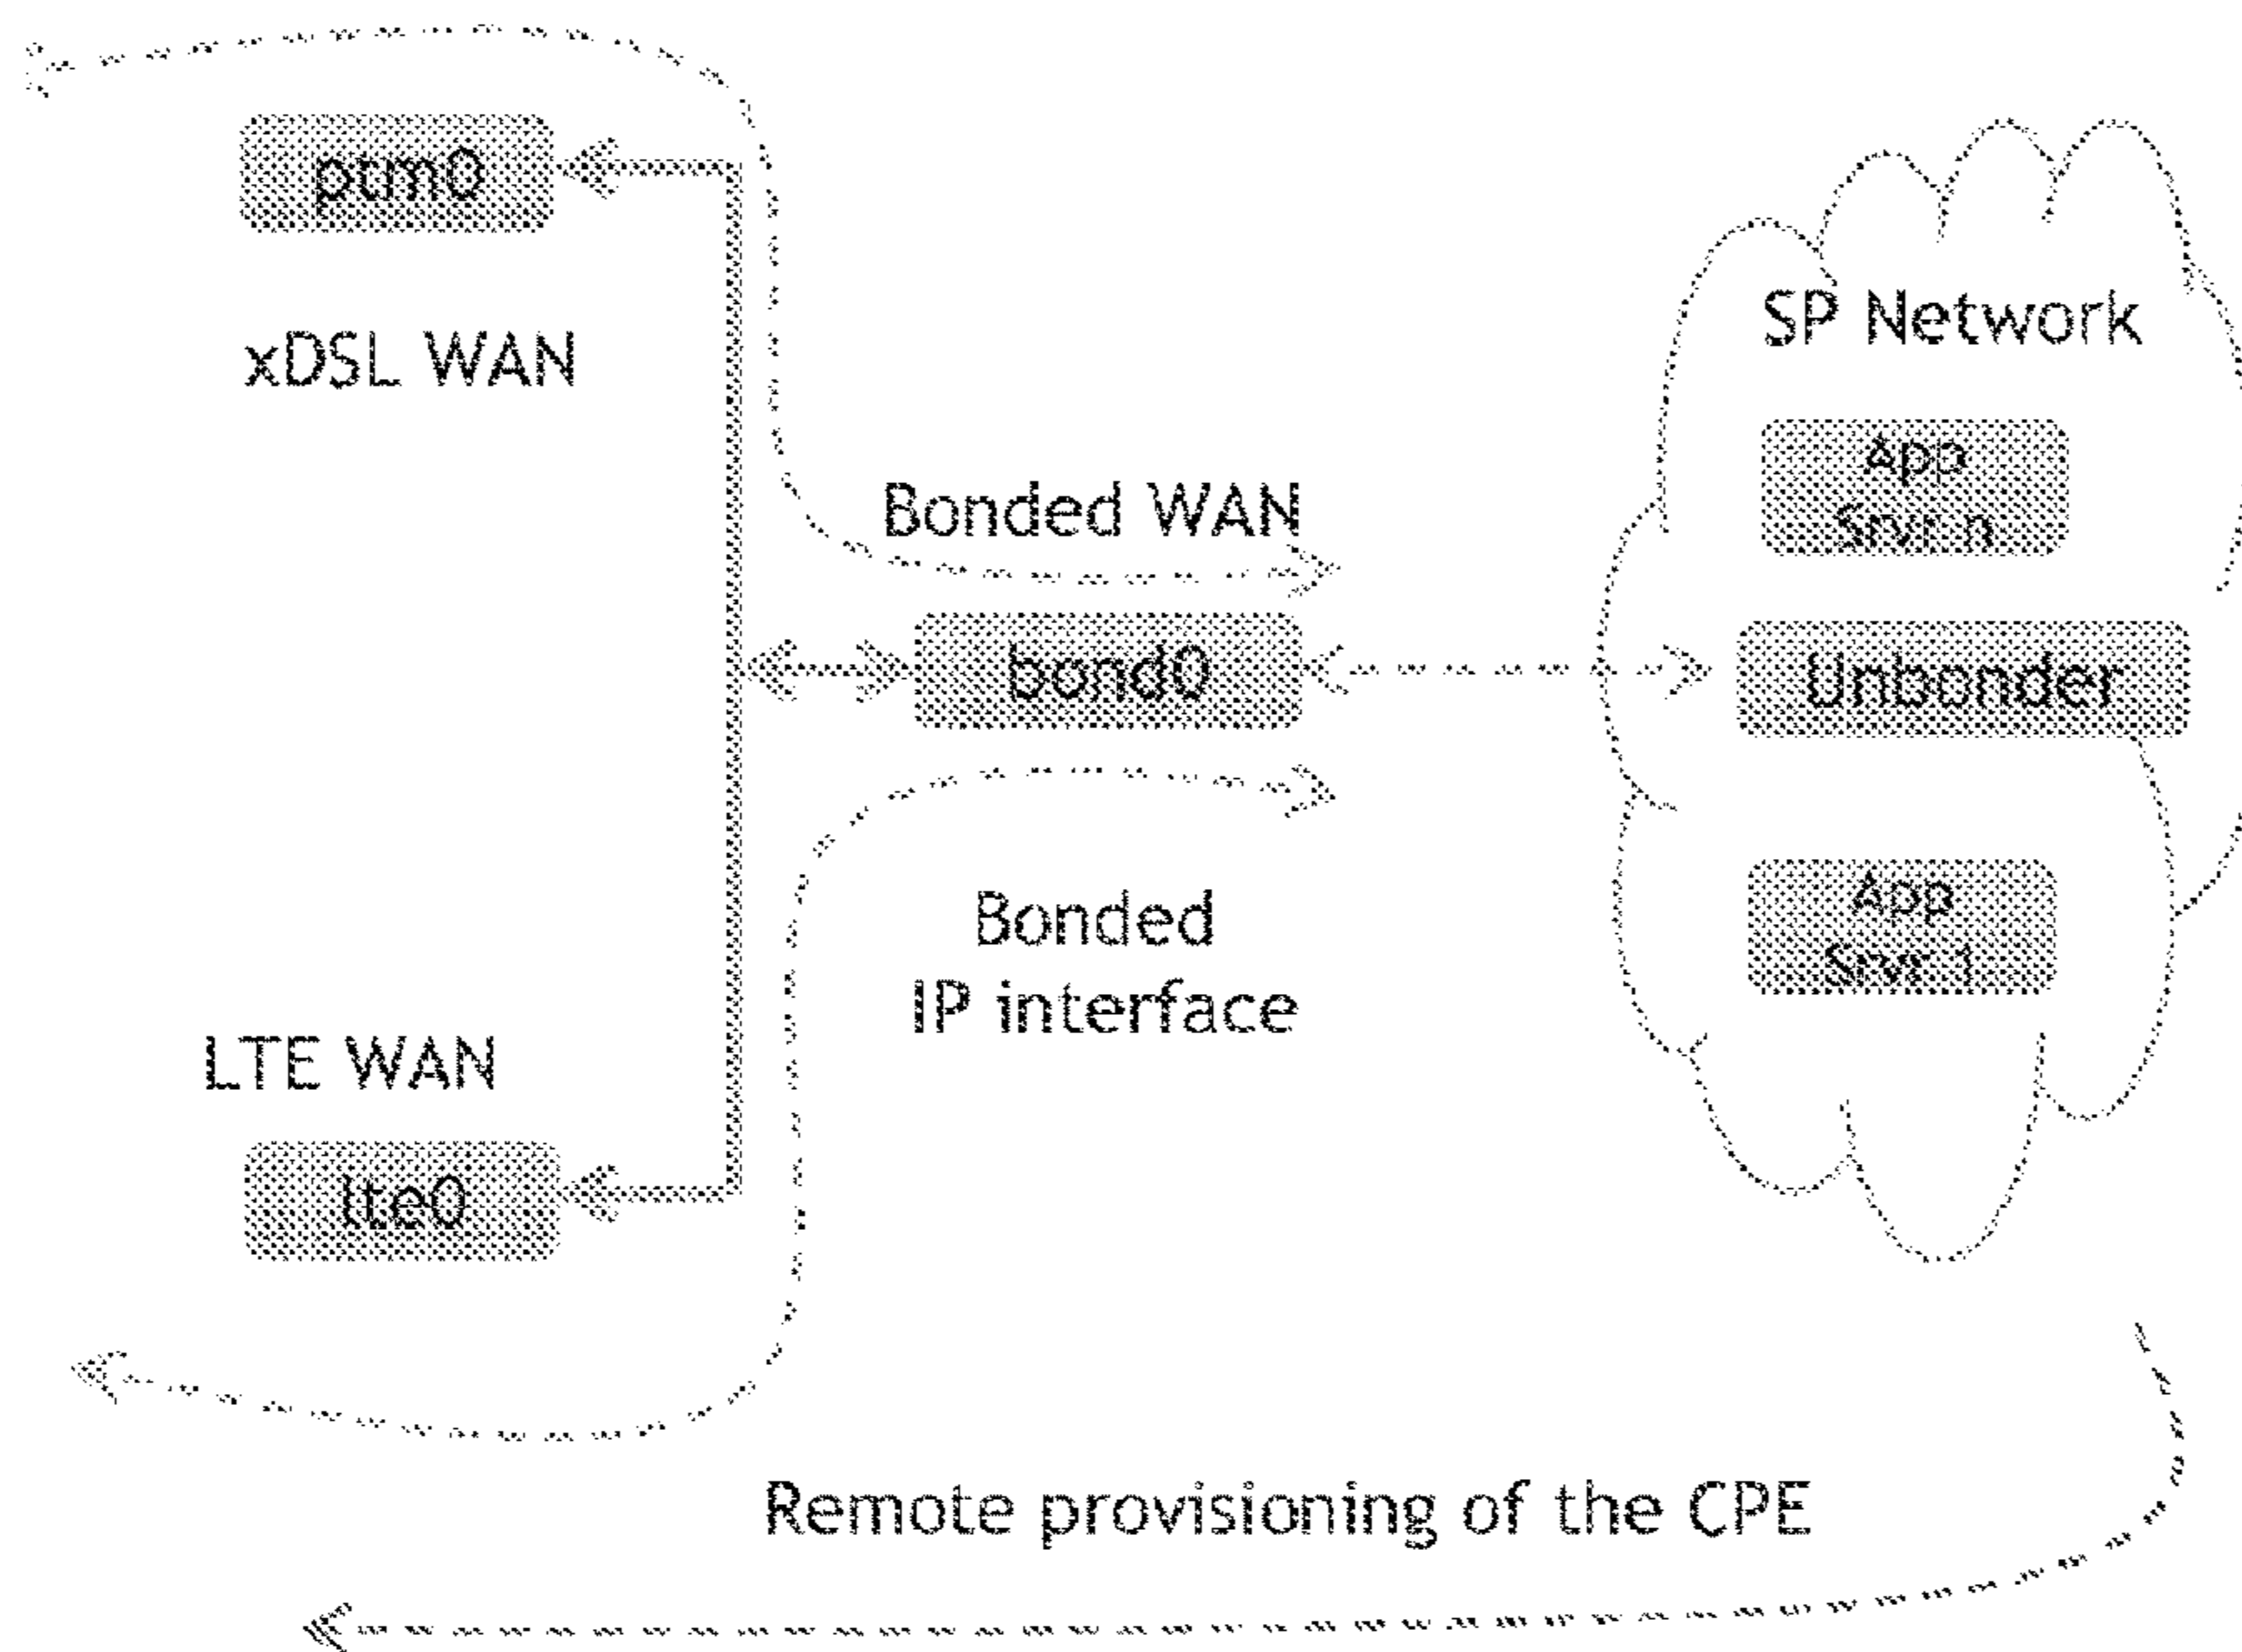 ptm0
xDSL WAN
SP Network
App
Srvr n
Bonded WAN
bond0
Unbonder
Bonded
IP interface
App
Srvr 1
LTE WAN
lte0
Remote provisioning of the CPE